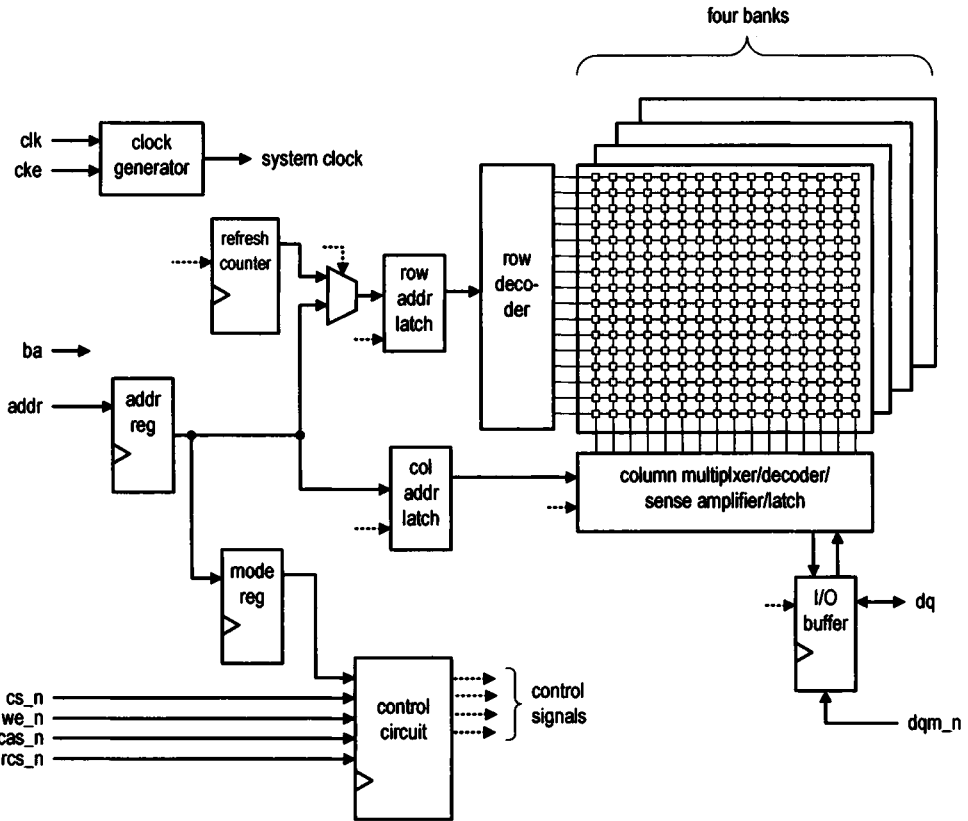 four banks
clk
cke
clock
generator
system clock
refresh
counter
row
addr
latch
row
deco-
der
ba
addr
addr
reg
col
addr
latch
column multiplxer/decoder/
sense amplifier/latch
mode
reg
I/O
buffer
dq
dqm_n
cs_n
we_n
cas_n
rcs_n
control
circuit
control
signals